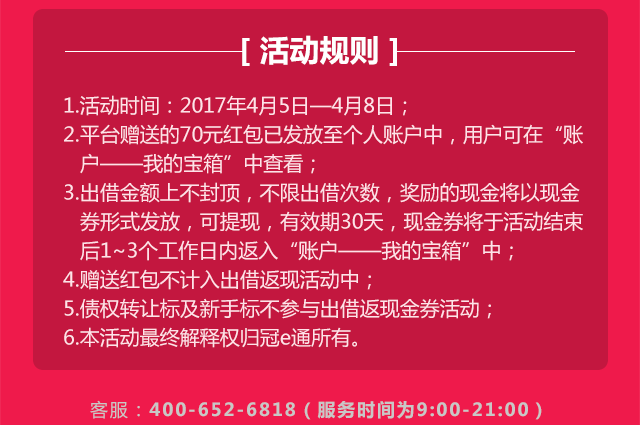 [ 活动规则 ]
1.活动时间：2017年4月5日—4月8日；
2.平台赠送的70元红包已发放至个人账户中，用户可在“账
户——我的宝箱”中查看；
3.出借金额上不封顶，不限出借次数，奖励的现金将以现金
券形式发放，可提现，有效期30天，现金券将于活动结束
后1~3个工作日内返入“账户——我的宝箱”中；
4.赠送红包不计入出借返现活动中；
5.债权转让标及新手标不参与出借返现金券活动；
6.本活动最终解释权归冠e通所有。
客服：400-652-6818（服务时间为9:00-21:00）